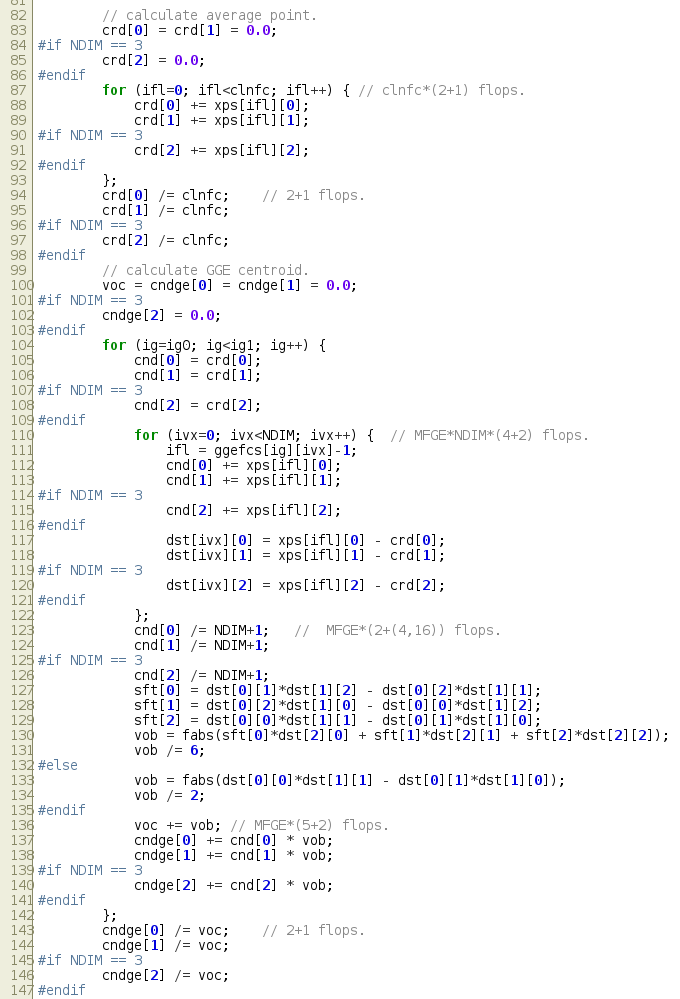 81
82         // calculate average point.
83         crd[0] = crd[1] = 0.0;
84 #if NDIM == 3
85         crd[2] = 0.0;
86 #endif
87         for (ifl=0; ifl<clnfc; ifl++) { // clnfc*(2+1) flops.
88             crd[0] += xps[ifl][0];
89             crd[1] += xps[ifl][1];
90 #if NDIM == 3
91             crd[2] += xps[ifl][2];
92 #endif
93         };
94         crd[0] /= clnfc;    // 2+1 flops.
95         crd[1] /= clnfc;
96 #if NDIM == 3
97         crd[2] /= clnfc;
98 #endif
99         // calculate GGE centroid.
100         voc = cndge[0] = cndge[1] = 0.0;
101 #if NDIM == 3
102         cndge[2] = 0.0;
103 #endif
104         for (ig=ig0; ig<ig1; ig++) {
105             cnd[0] = crd[0];
106             cnd[1] = crd[1];
107 #if NDIM == 3
108             cnd[2] = crd[2];
109 #endif
110             for (ivx=0; ivx<NDIM; ivx++) {  // MFGE*NDIM*(4+2) flops.
111                 ifl = ggefcs[ig][ivx]-1;
112                 cnd[0] += xps[ifl][0];
113                 cnd[1] += xps[ifl][1];
114 #if NDIM == 3
115                 cnd[2] += xps[ifl][2];
116 #endif
117                 dst[ivx][0] = xps[ifl][0] - crd[0];
118                 dst[ivx][1] = xps[ifl][1] - crd[1];
119 #if NDIM == 3
120                 dst[ivx][2] = xps[ifl][2] - crd[2];
121 #endif
122             };
123             cnd[0] /= NDIM+1;   //  MFGE*(2+(4,16)) flops.
124             cnd[1] /= NDIM+1;
125 #if NDIM == 3
126             cnd[2] /= NDIM+1;
127             sft[0] = dst[0][1]*dst[1][2] - dst[0][2]*dst[1][1];
128             sft[1] = dst[0][2]*dst[1][0] - dst[0][0]*dst[1][2];
129             sft[2] = dst[0][0]*dst[1][1] - dst[0][1]*dst[1][0];
130             vob = fabs(sft[0]*dst[2][0] + sft[1]*dst[2][1] + sft[2]*dst[2][2]);
131             vob /= 6;
132 #else
133             vob = fabs(dst[0][0]*dst[1][1] - dst[0][1]*dst[1][0]);
134             vob /= 2;
135 #endif
136             voc += vob; // MFGE*(5+2) flops.
137             cndge[0] += cnd[0] * vob;
138             cndge[1] += cnd[1] * vob;
139 #if NDIM == 3
140             cndge[2] += cnd[2] * vob;
141 #endif
142         };
143         cndge[0] /= voc;    // 2+1 flops.
144         cndge[1] /= voc;
145 #if NDIM == 3
146         cndge[2] /= voc;
147 #endif